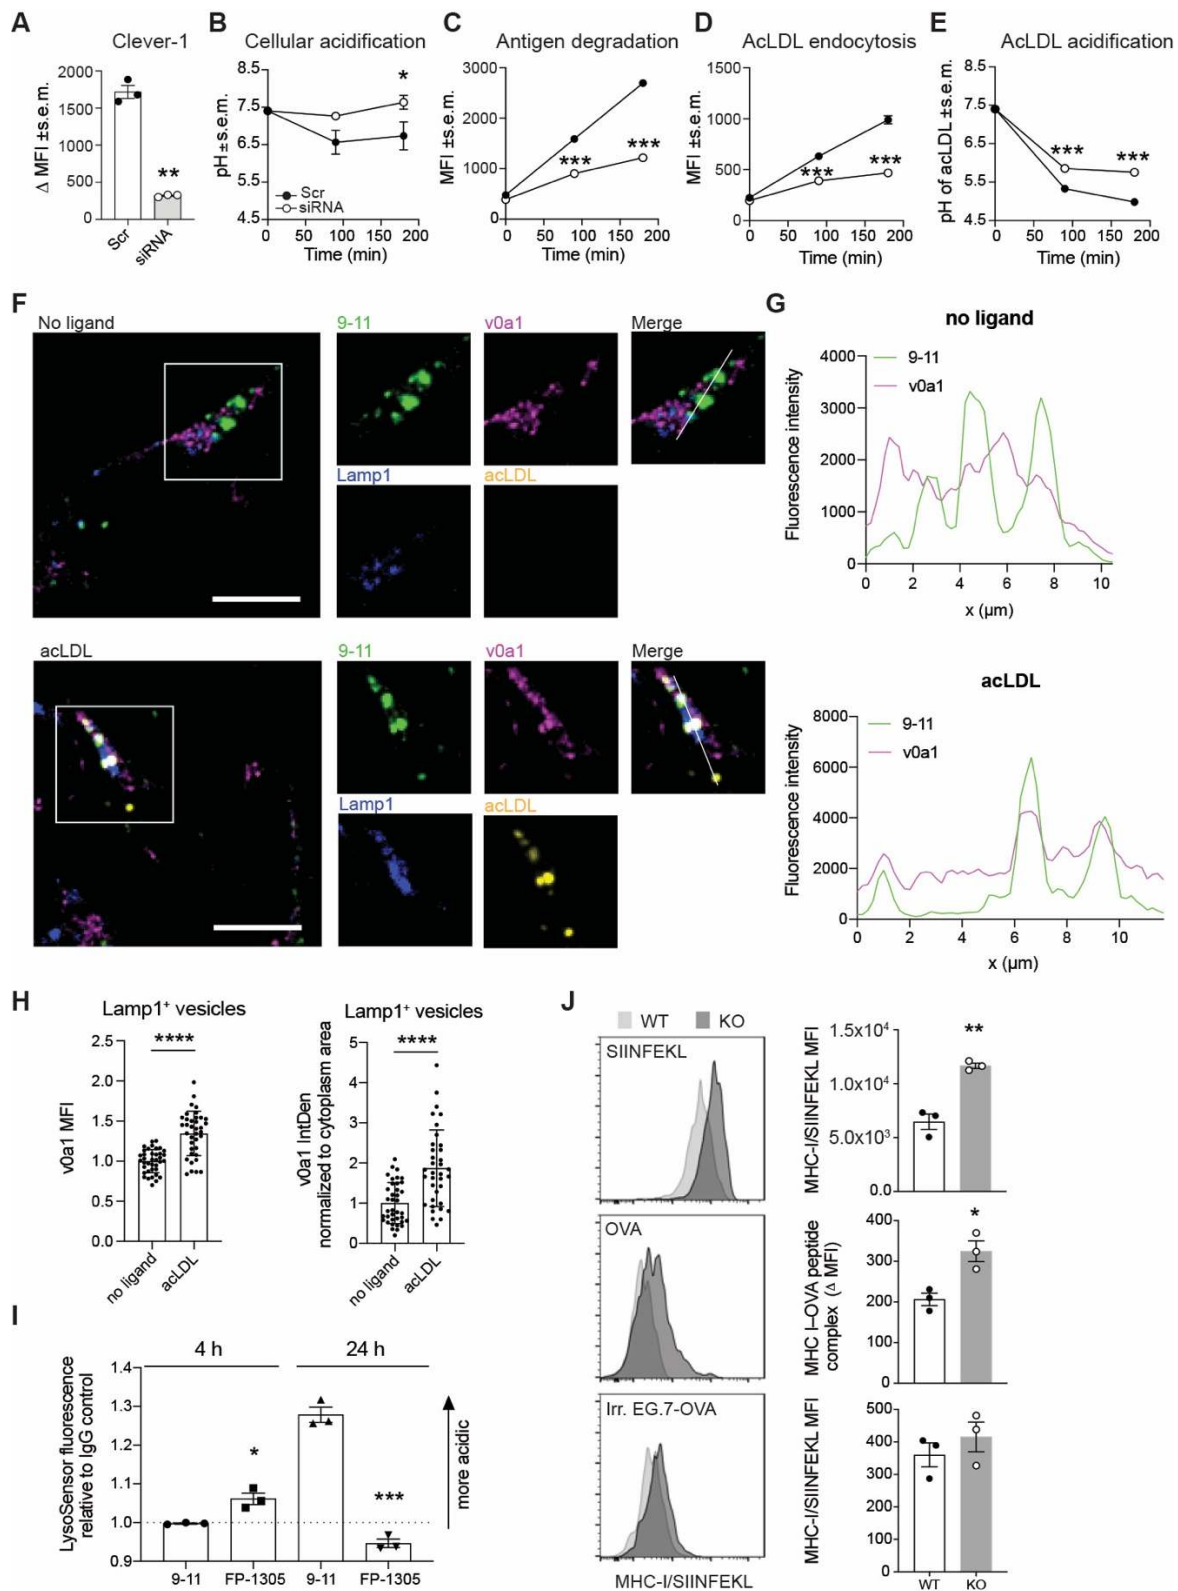 A
Clever-1
Δ MFI ±s.e.m.
2000
1500
1000
500
0
**
Scr
siRNA
B
Cellular acidification
pH ± s.e.m.
8.5
7.5
6.5
5.5
4.5
*
Scr
siRNA
0 50 100 150 200
Time (min)
C
Antigen degradation
MFI ±s.e.m.
3000
2000
1000
0
***
***
0 50 100 150 200
Time (min)
D
AcLDL endocytosis
MFI ±s.e.m.
1500
1000
500
0
***
***
0 50 100 150 200
Time (min)
E
AcLDL acidification
pH of acLDL ±s.e.m.
8.5
7.5
6.5
5.5
4.5
***
***
0 50 100 150 200
Time (min)
F
No ligand
9-11
v0a1
Merge
Lamp1
acLDL
acLDL
9-11
v0a1
Merge
Lamp1
acLDL
G
no ligand
Fluorescence intensity
4000
3000
2000
1000
0
9-11
v0a1
0 2 4 6 8 10
x (µm)
acLDL
Fluorescence intensity
8000
6000
4000
2000
0
9-11
v0a1
0 2 4 6 8 10
x (µm)
H
Lamp1⁺ vesicles
v0a1 MFI
2.5
2.0
1.5
1.0
0.5
0.0
****
no ligand
acLDL
Lamp1⁺ vesicles
v0a1 IntDen
normalized to cytoplasm area
5
4
3
2
1
0
****
no ligand
acLDL
I
4 h
24 h
LysoSensor fluorescence
relative to IgG control
1.4
1.3
1.2
1.1
1.0
0.9
*
***
more acidic
9-11
FP-1305
9-11
FP-1305
J
WT
KO
SIINFEKL
OVA
Irr. EG.7-OVA
MHC-I/SIINFEKL
MHC-I/SIINFEKL MFI
1.5x10⁴
1.0x10⁴
5.0x10³
0.0
**
MHC I–OVA peptide
complex (Δ MFI)
400
300
200
100
0
*
MHC-I/SIINFEKL MFI
500
400
300
200
100
0
WT
KO